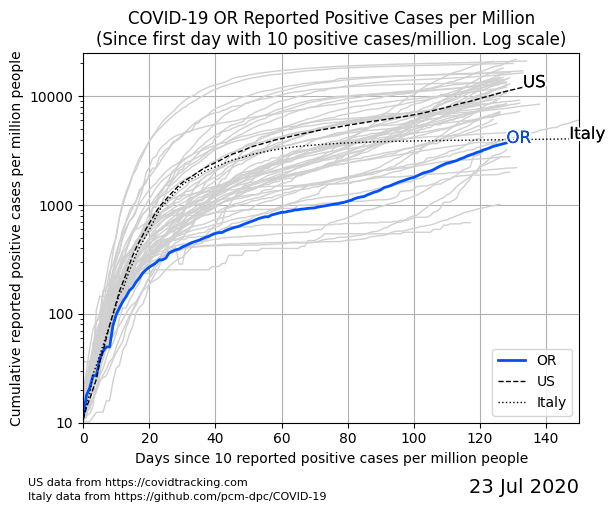 COVID-19 OR Reported Positive Cases per Million
(Since first day with 10 positive cases/million. Log scale)
Cumulative reported positive cases per million people
10000
1000
100
10
US
OR
Italy
OR
US
Italy
0 20 40 60 80 100 120 140
Days since 10 reported positive cases per million people
US data from https://covidtracking.com
Italy data from https://github.com/pcm-dpc/COVID-19
23 Jul 2020